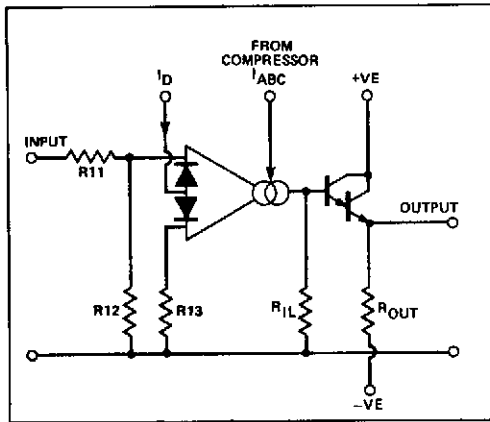 FROM
COMPRESSOR
I_D
I_ABC
+VE
INPUT
R11
OUTPUT
R12
R13
R_IL
R_OUT
−VE